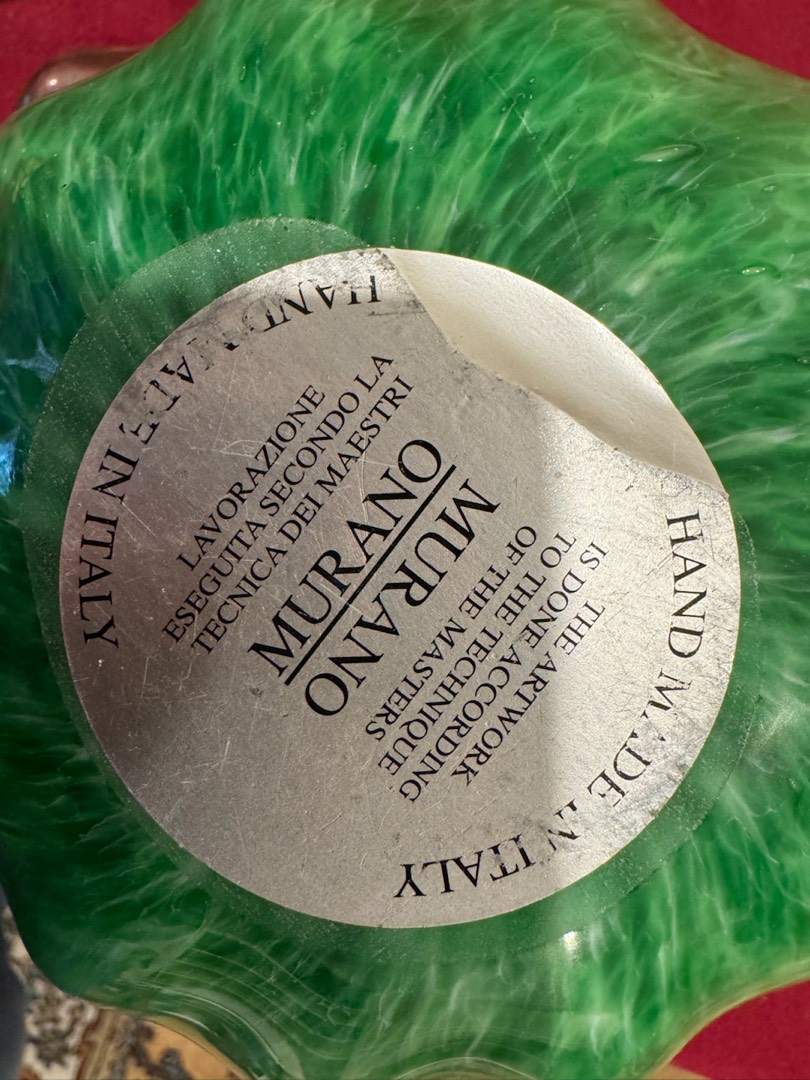 HAND MADE IN ITALY
LAVORAZIONE
ESEGUITA SECONDO LA
TECNICA DEI MAESTRI
MURANO
MURANO
THE ARTWORK
IS DONE ACCORDING
TO THE TECHNIQUE
OF THE MASTERS
HAND MADE IN ITALY